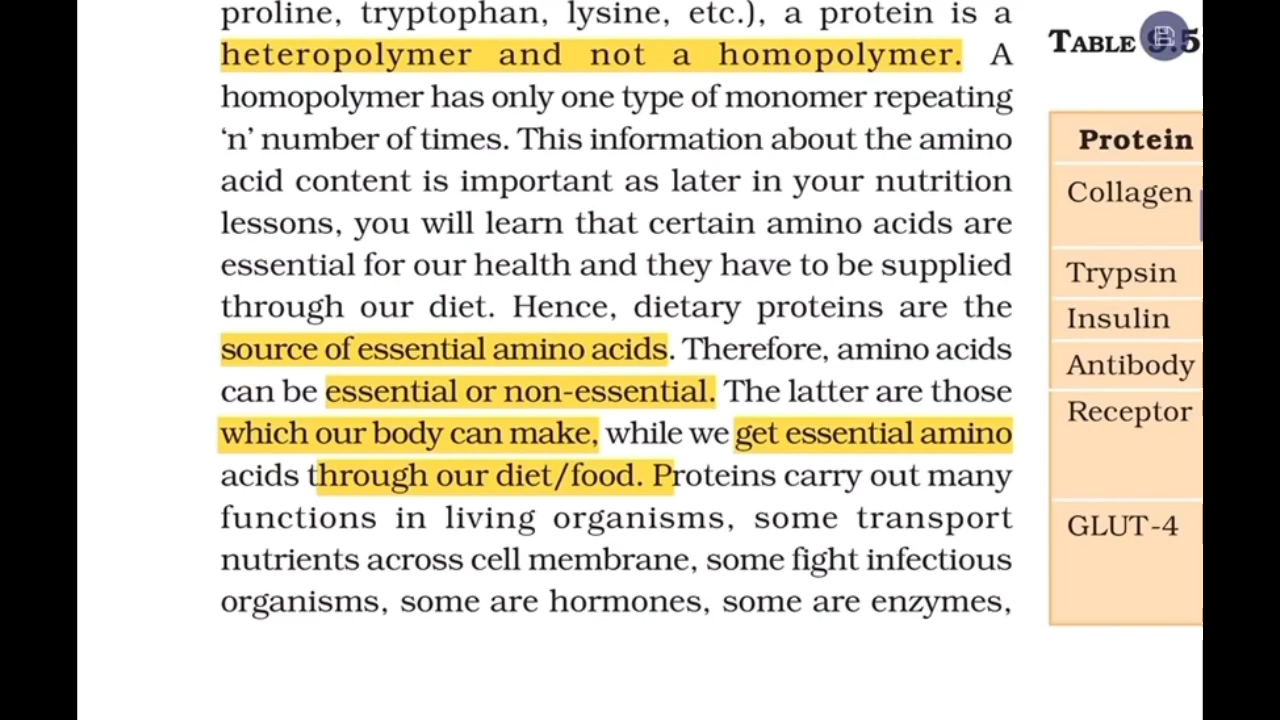 proline, tryptophan, lysine, etc.), a protein is a
heteropolymer and not a homopolymer. A
homopolymer has only one type of monomer repeating
‘n’ number of times. This information about the amino
acid content is important as later in your nutrition
lessons, you will learn that certain amino acids are
essential for our health and they have to be supplied
through our diet. Hence, dietary proteins are the
source of essential amino acids. Therefore, amino acids
can be essential or non-essential. The latter are those
which our body can make, while we get essential amino
acids through our diet/food. Proteins carry out many
functions in living organisms, some transport
nutrients across cell membrane, some fight infectious
organisms, some are hormones, some are enzymes,
TABLE
Protein
Collagen
Trypsin
Insulin
Antibody
Receptor
GLUT-4